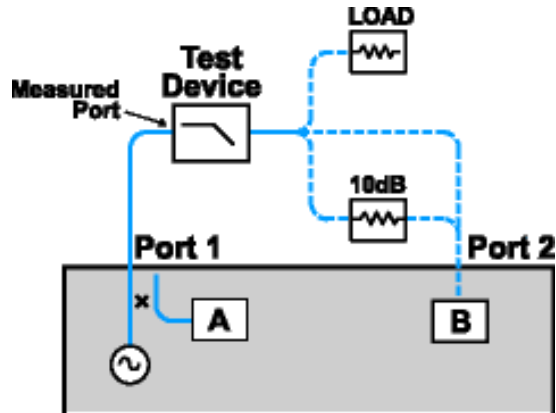 LOAD
Test
Device
Measured
Port
10dB
Port 1
Port 2
A
B